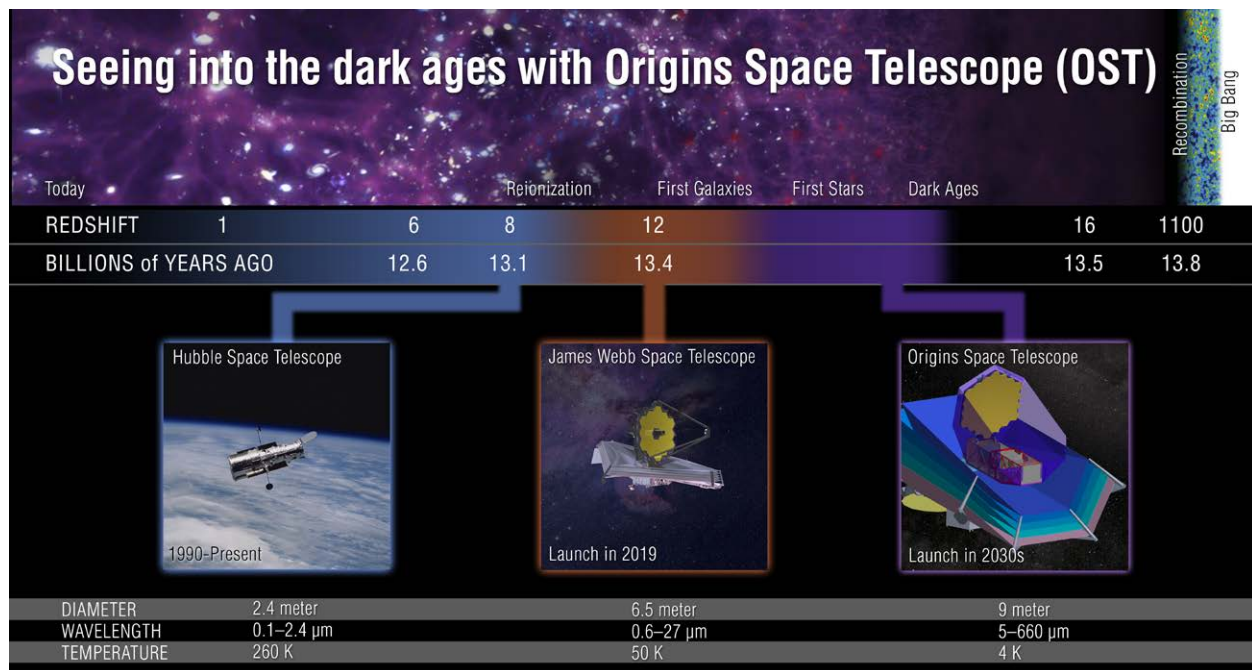 Seeing into the dark ages with Origins Space Telescope (OST)
Recombination
Big Bang
Today Reionization First Galaxies First Stars Dark Ages
REDSHIFT 1 6 8 12 16 1100
BILLIONS of YEARS AGO 12.6 13.1 13.4 13.5 13.8
Hubble Space Telescope James Webb Space Telescope Origins Space Telescope
1990-Present Launch in 2019 Launch in 2030s
DIAMETER 2.4 meter 6.5 meter 9 meter
WAVELENGTH 0.1–2.4 µm 0.6–27 µm 5–660 µm
TEMPERATURE 260 K 50 K 4 K